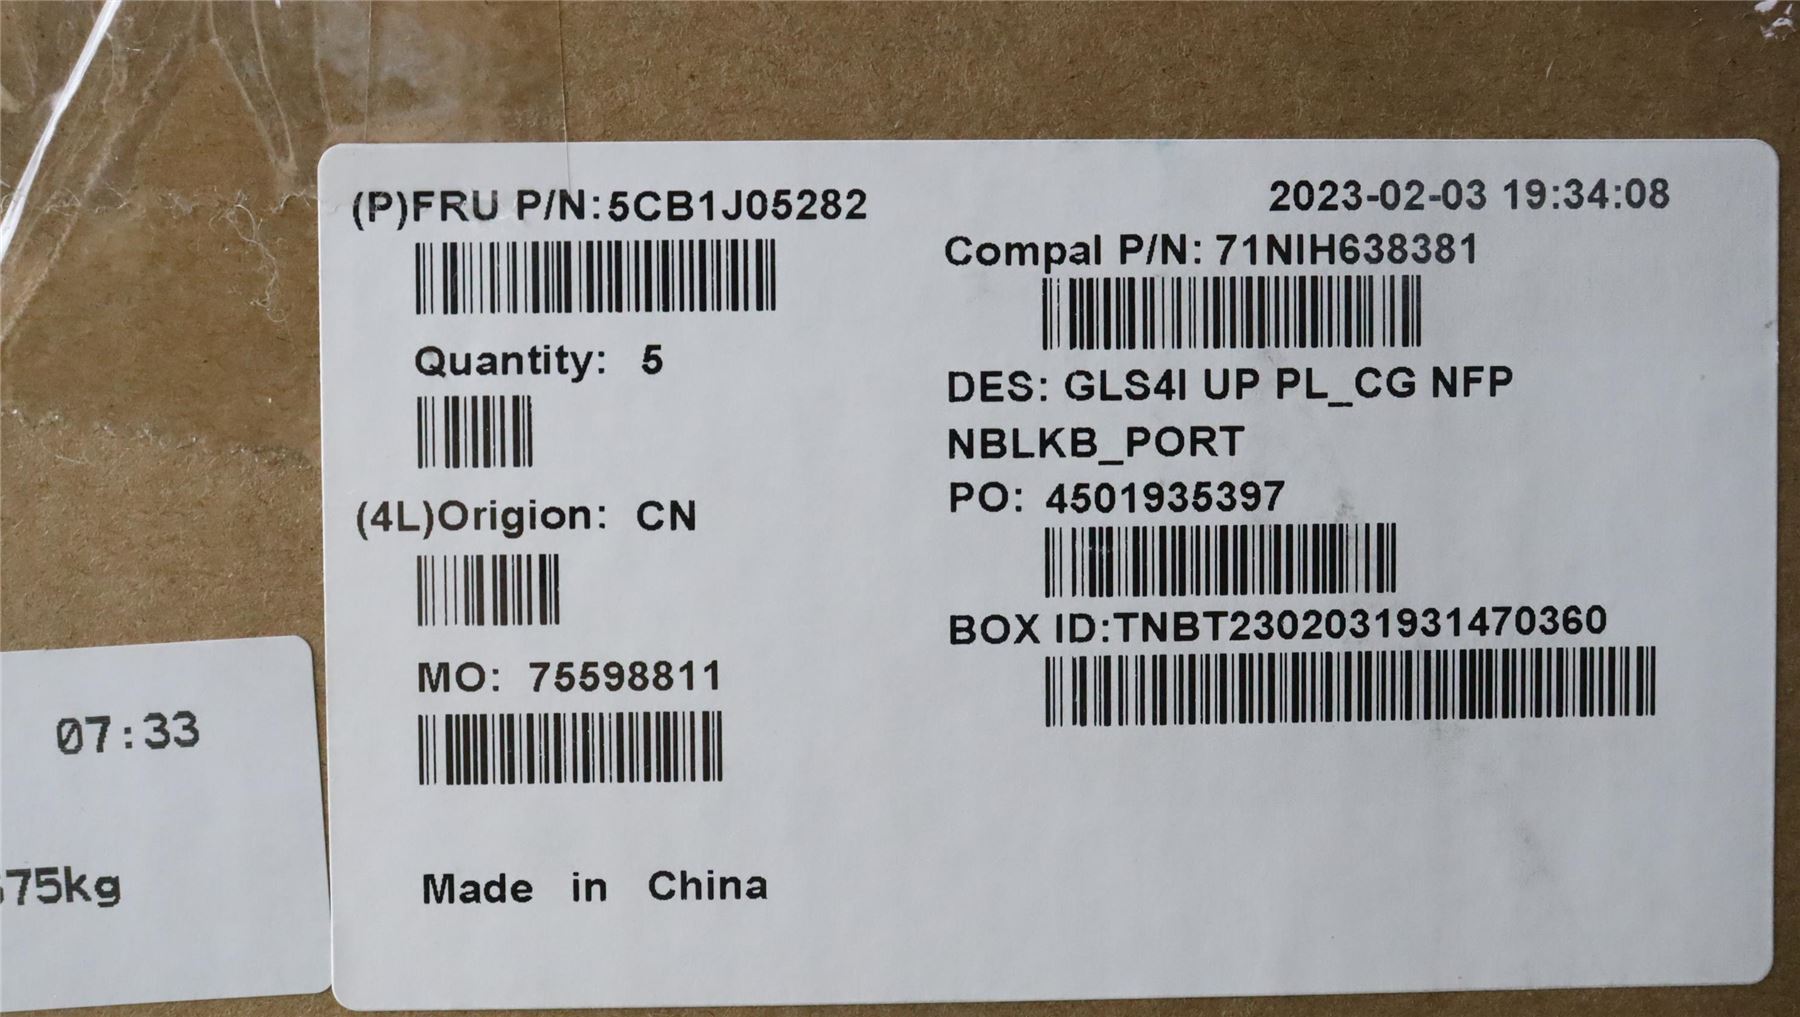 (P)FRU P/N:5CB1J05282
Quantity: 5
(4L)Origion: CN
MO: 75598811
Made in China
2023-02-03 19:34:08
Compal P/N: 71NIH638381
DES: GLS4I UP PL_CG NFP
NBLKB_PORT
PO: 4501935397
BOX ID:TNBT2302031931470360
07:33
75kg